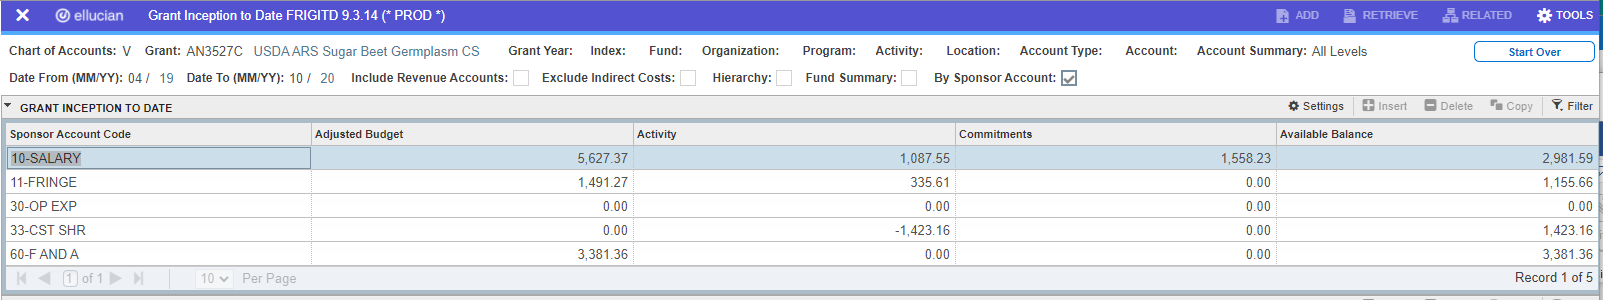 ellucian Grant Inception to Date FRIGITD 9.3.14 (* PROD *) ADD RETRIEVE RELATED TOOLS
Chart of Accounts: V Grant: AN3527C USDA ARS Sugar Beet Germplasm CS Grant Year: Index: Fund: Organization: Program: Activity: Location: Account Type: Account: Account Summary: All Levels Start Over
Date From (MM/YY): 04 / 19 Date To (MM/YY): 10 / 20 Include Revenue Accounts: Exclude Indirect Costs: Hierarchy: Fund Summary: By Sponsor Account:
GRANT INCEPTION TO DATE Settings Insert Delete Copy Filter
Sponsor Account Code Adjusted Budget Activity Commitments Available Balance
10-SALARY 5,627.37 1,087.55 1,558.23 2,981.59
11-FRINGE 1,491.27 335.61 0.00 1,155.66
30-OP EXP 0.00 0.00 0.00 0.00
33-CST SHR 0.00 -1,423.16 0.00 1,423.16
60-F AND A 3,381.36 0.00 0.00 3,381.36
1 of 1 10 Per Page Record 1 of 5